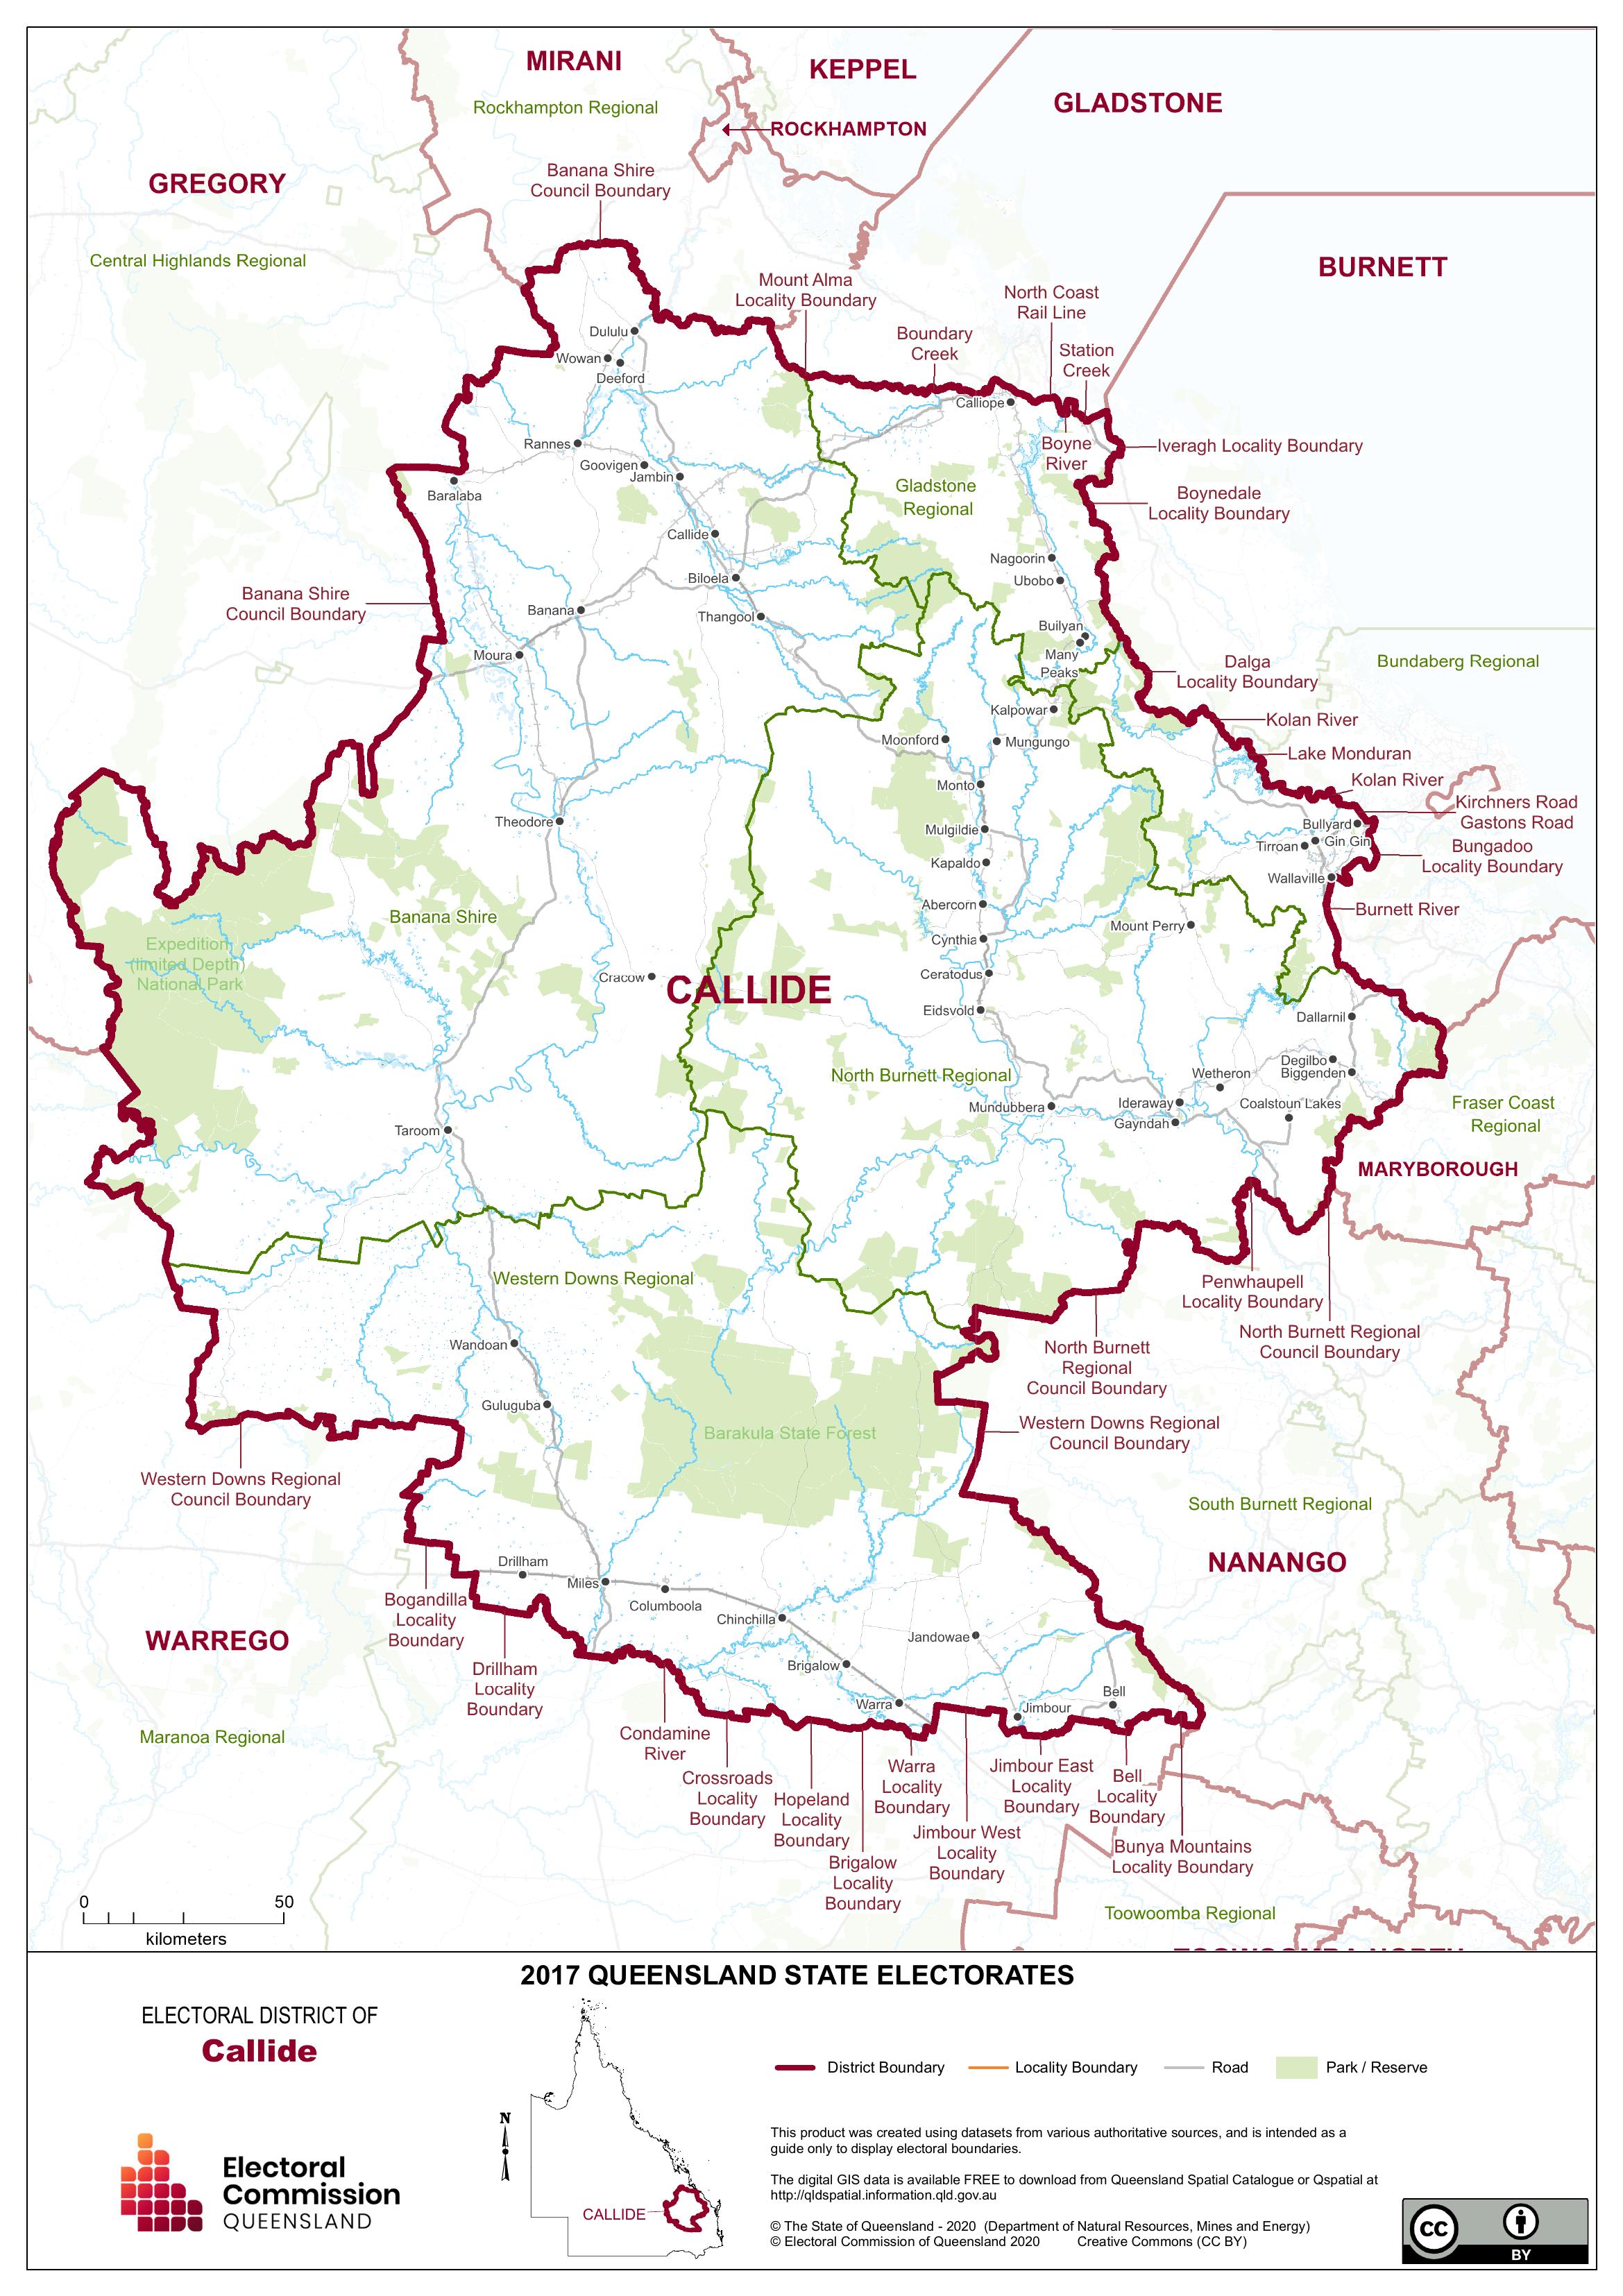 MIRANI
KEPPEL
GLADSTONE
Rockhampton Regional
ROCKHAMPTON
GREGORY
Banana Shire
Council Boundary
Central Highlands Regional
BURNETT
Mount Alma
Locality Boundary
North Coast
Rail Line
Boundary
Creek
Station
Creek
Dululu
Wowan
Deeford
Calliope
Rannes
Boyne
River
Iveragh Locality Boundary
Goovigen
Jambin
Baralaba
Gladstone
Regional
Boynedale
Locality Boundary
Callide
Nagoorin
Biloela
Ubobo
Banana Shire
Council Boundary
Banana
Thangool
Builyan
Moura
Many
Peaks
Dalga
Locality Boundary
Bundaberg Regional
Kalpowar
Kolan River
Moonford
Mungungo
Lake Monduran
Monto
Kolan River
Kirchners Road
Gastons Road
Theodore
Mulgildie
Bullyard
Gin Gin
Tirroan
Bungadoo
Locality Boundary
Kapaldo
Wallaville
Abercorn
Burnett River
Banana Shire
Mount Perry
Expedition
(limited Depth)
National Park
Cynthia
Cracow
CALLIDE
Ceratodus
Eidsvold
Dallarnil
Degilbo
Biggenden
North Burnett Regional
Wetheron
Mundubbera
Ideraway
Coalstoun Lakes
Gayndah
Fraser Coast
Regional
Taroom
MARYBOROUGH
Western Downs Regional
Penwhaupell
Locality Boundary
North Burnett Regional
Council Boundary
Wandoan
North Burnett
Regional
Council Boundary
Guluguba
Barakula State Forest
Western Downs Regional
Council Boundary
Western Downs Regional
Council Boundary
South Burnett Regional
NANANGO
Drillham
Miles
Columboola
Bogandilla
Locality
Boundary
Chinchilla
WARREGO
Jandowae
Drillham
Locality
Boundary
Brigalow
Bell
Warra
Jimbour
Maranoa Regional
Condamine
River
Crossroads
Locality
Boundary
Hopeland
Locality
Boundary
Brigalow
Locality
Boundary
Warra
Locality
Boundary
Jimbour West
Locality
Boundary
Jimbour East
Locality
Boundary
Bell
Locality
Boundary
Bunya Mountains
Locality Boundary
Toowoomba Regional
0 50
kilometers
2017 QUEENSLAND STATE ELECTORATES
ELECTORAL DISTRICT OF
Callide
N
CALLIDE
District Boundary
Locality Boundary
Road
Park / Reserve
Electoral
Commission
QUEENSLAND
This product was created using datasets from various authoritative sources, and is intended as a
guide only to display electoral boundaries.
The digital GIS data is available FREE to download from Queensland Spatial Catalogue or Qspatial at
http://qldspatial.information.qld.gov.au
© The State of Queensland - 2020 (Department of Natural Resources, Mines and Energy)
© Electoral Commission of Queensland 2020 Creative Commons (CC BY)
CC
BY